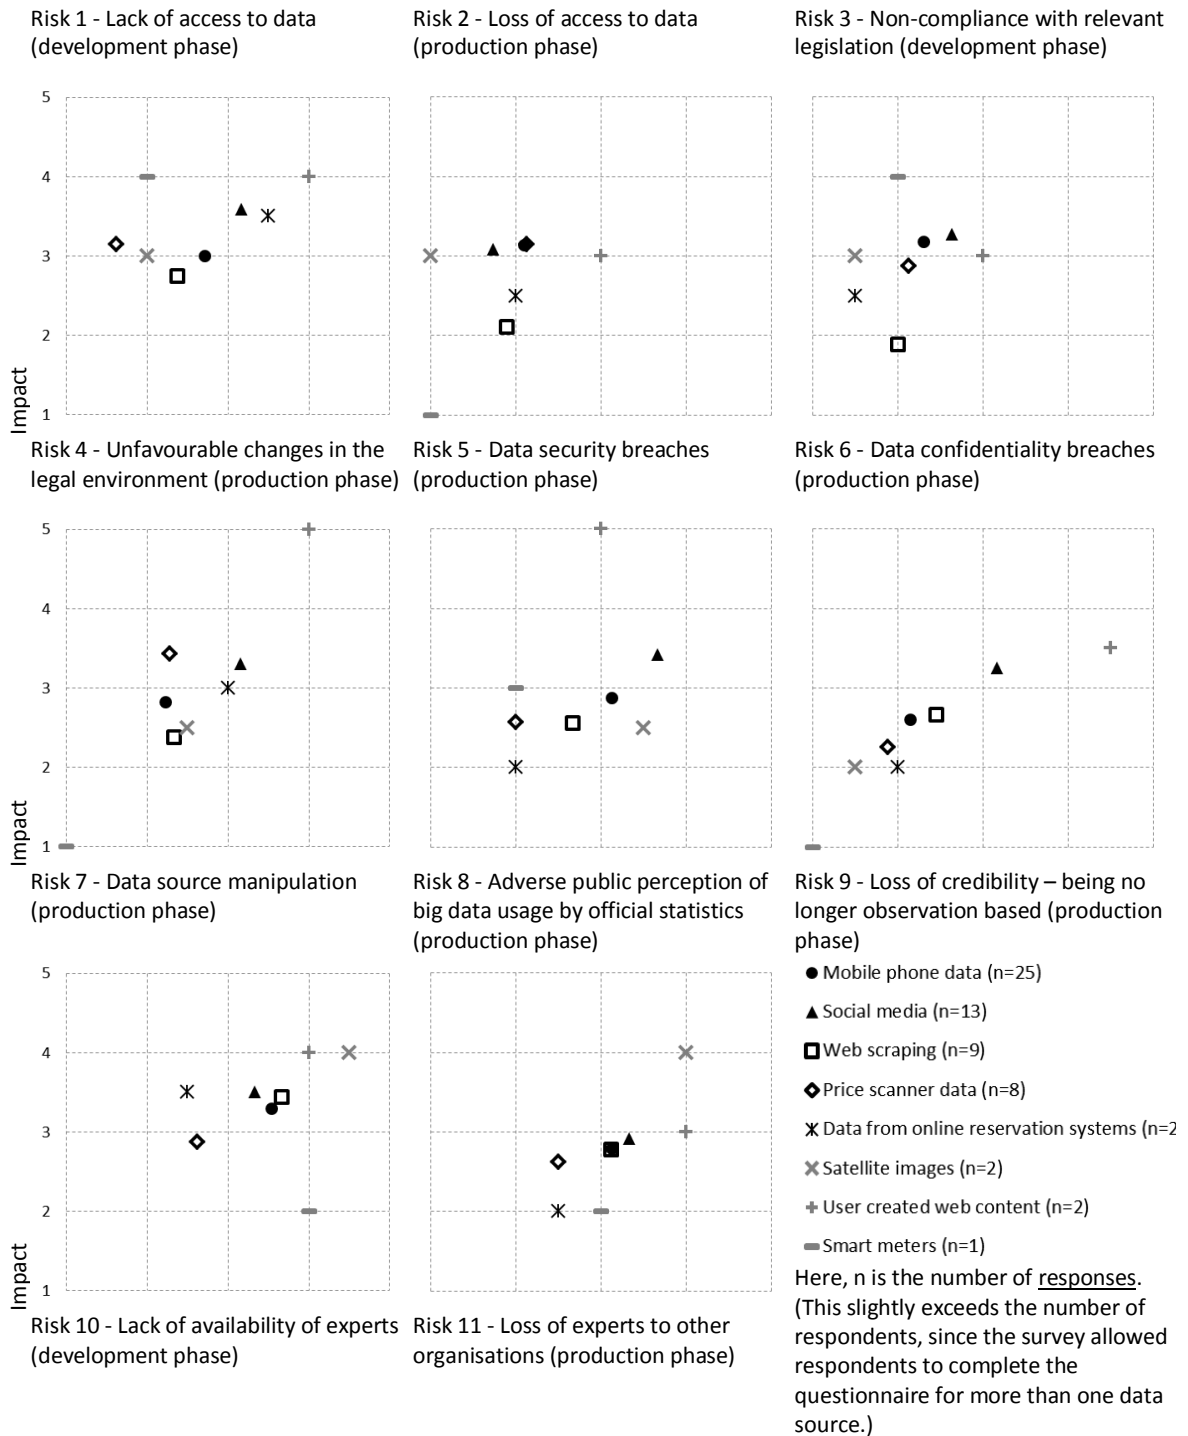 Risk 1 - Lack of access to data
(development phase)
Risk 2 - Loss of access to data
(production phase)
Risk 3 - Non-compliance with relevant
legislation (development phase)
5
4
3
2
1
Impact
Risk 4 - Unfavourable changes in the
legal environment (production phase)
Risk 5 - Data security breaches
(production phase)
Risk 6 - Data confidentiality breaches
(production phase)
5
4
3
2
1
Impact
Risk 7 - Data source manipulation
(production phase)
Risk 8 - Adverse public perception of
big data usage by official statistics
(production phase)
Risk 9 - Loss of credibility – being no
longer observation based (production
phase)
5
4
3
2
1
Impact
Mobile phone data (n=25)
Social media (n=13)
Web scraping (n=9)
Price scanner data (n=8)
Data from online reservation systems (n=2
Satellite images (n=2)
User created web content (n=2)
Smart meters (n=1)
Here, n is the number of responses.
(This slightly exceeds the number of
respondents, since the survey allowed
respondents to complete the
questionnaire for more than one data
source.)
Risk 10 - Lack of availability of experts
(development phase)
Risk 11 - Loss of experts to other
organisations (production phase)